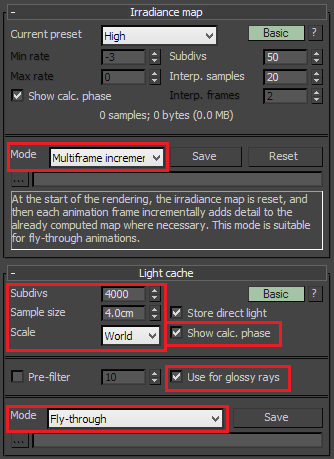 - Irradiance map
Current preset High Basic ?
Min rate -3 Subdivs 50
Max rate 0 Interp. samples 20
Show calc. phase Interp. frames 2
0 samples; 0 bytes (0.0 MB)
Mode Multiframe incremer Save Reset
...
At the start of the rendering, the irradiance map is reset, and
then each animation frame incrementally adds detail to the
already computed map where necessary. This mode is suitable
for fly-through animations.
- Light cache
Subdivs 4000 Basic ?
Sample size 4.0cm Store direct light
Scale World Show calc. phase
Pre-filter 10 Use for glossy rays
Mode Fly-through Save
...